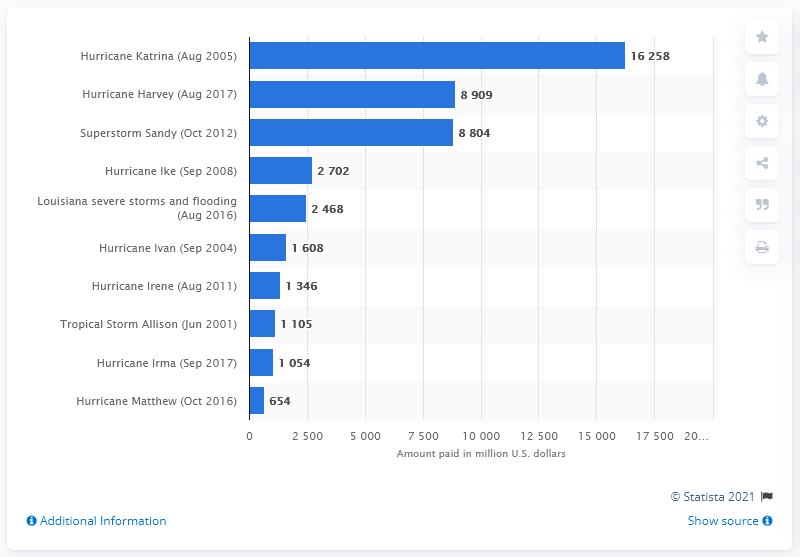 Hurricane Katrina (Aug 2005) 16 258
Hurricane Harvey (Aug 2017) 8 909
Superstorm Sandy (Oct 2012) 8 804
Hurricane Ike (Sep 2008) 2 702
Louisiana severe storms and flooding
(Aug 2016) 2 468
Hurricane Ivan (Sep 2004) 1 608
Hurricane Irene (Aug 2011) 1 346
Tropical Storm Allison (Jun 2001) 1 105
Hurricane Irma (Sep 2017) 1 054
Hurricane Matthew (Oct 2016) 654
0 2 500 5 000 7 500 10 000 12 500 15 000 17 500 20...
Amount paid in million U.S. dollars
© Statista 2021
Additional Information Show source